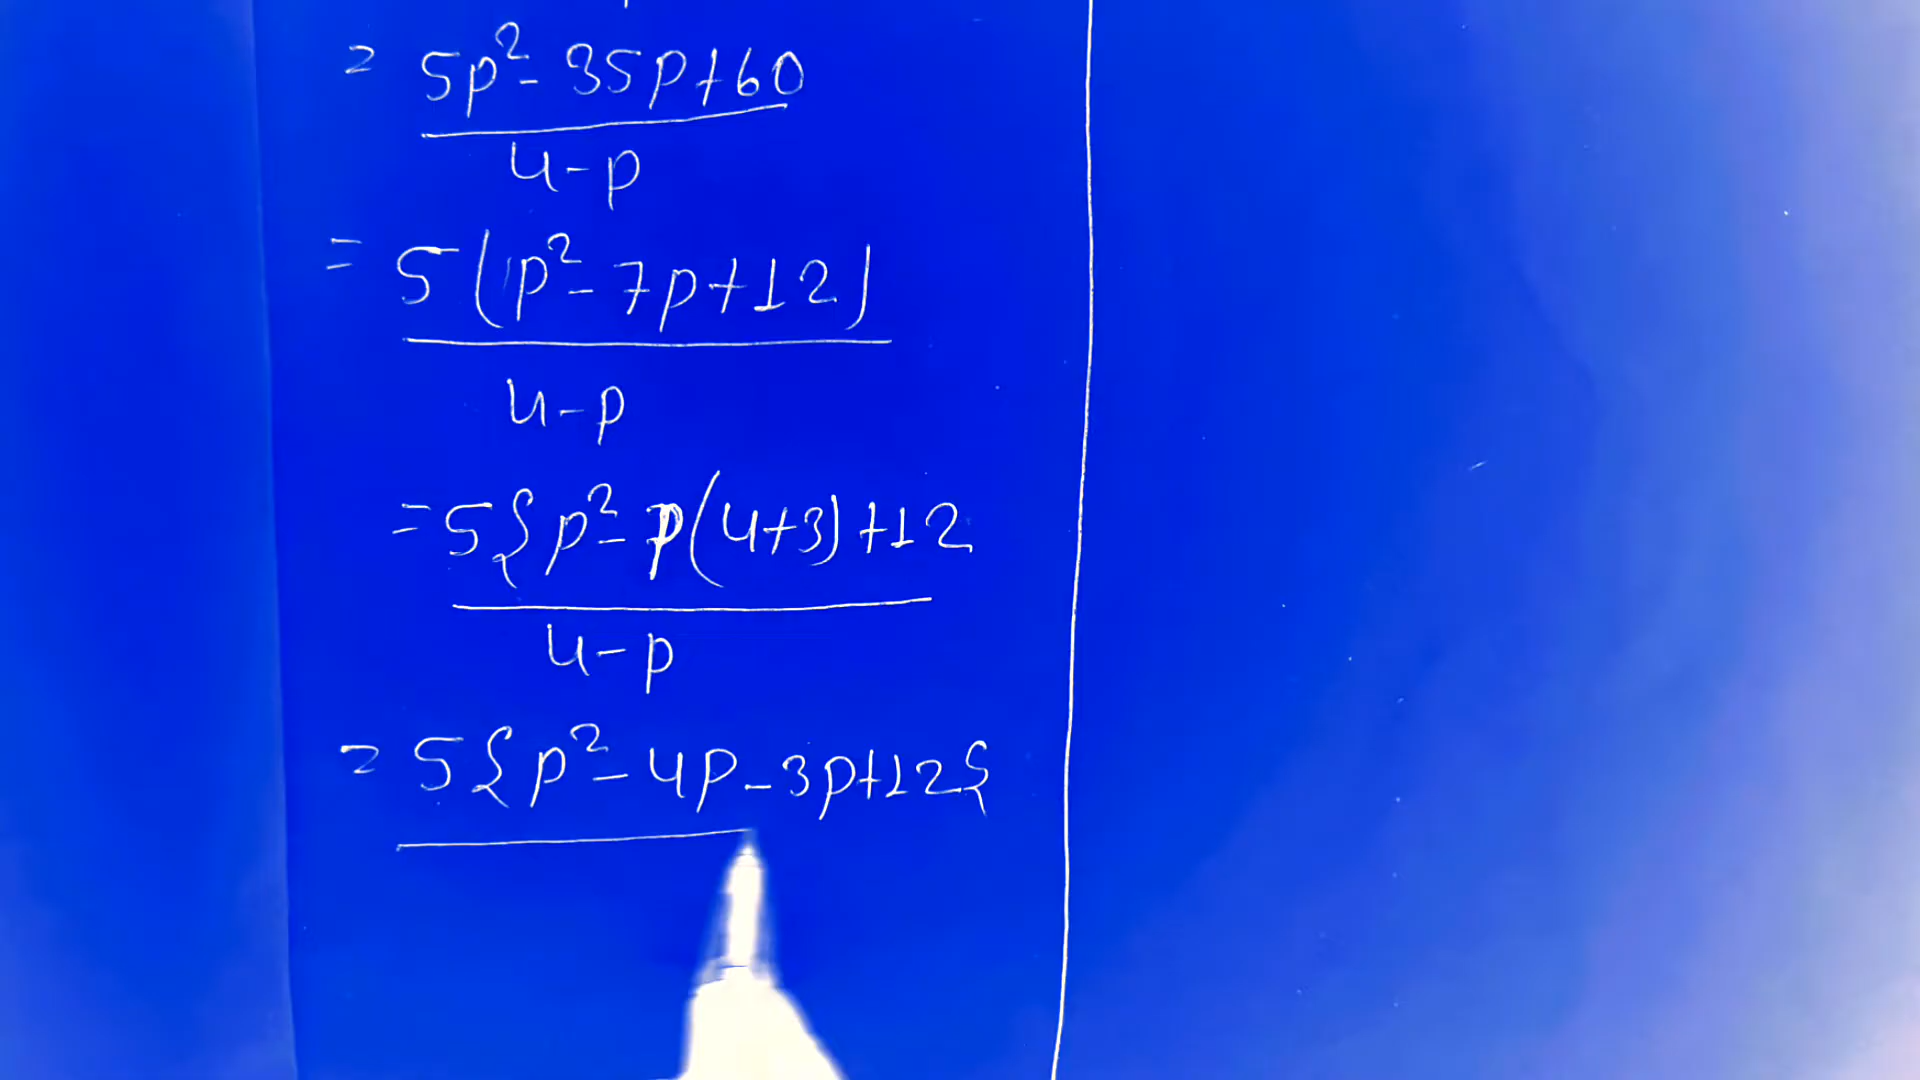 = 5p² - 35p+60
4-p
= 5(p² - 7p+12)
4-p
= 5{p² - p(4+3)+12
4-p
= 5{p² - 4p - 3p+12}